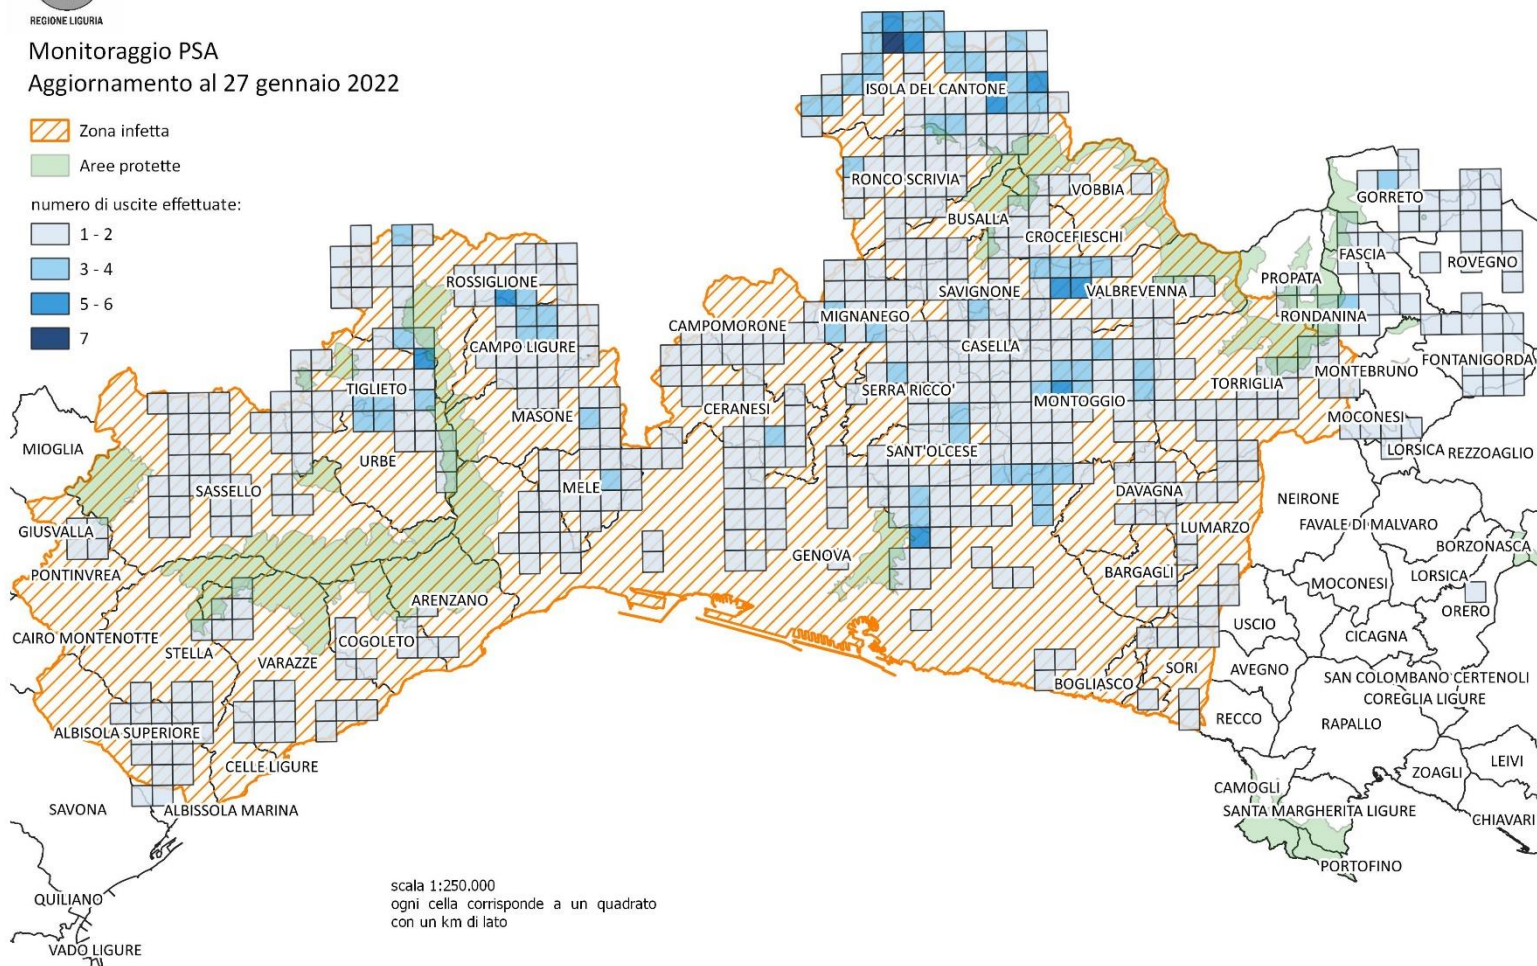 REGIONE LIGURIA
Monitoraggio PSA
Aggiornamento al 27 gennaio 2022
Zona infetta
Aree protette
numero di uscite effettuate:
1 - 2
3 - 4
5 - 6
7
ISOLA DEL CANTONE
RONCO SCRIVIA
VOBBIA
GORRETO
BUSALLA
CROCEFIESCHI
FASCIA
ROVEGNO
ROSSIGLIONE
PROPATA
SAVIGNONE
VALBREVENNA
CAMPOMORONE
MIGNANEGO
RONDANINA
CAMPO LIGURE
CASELLA
FONTANIGORDA
MONTEBRUNO
TIGLIETO
SERRA RICCO'
TORRIGLIA
MONTOGGIO
CERANESI
MASONE
MOCONESI
MIOGLIA
SANT'OLCESE
LORSICA
REZZOAGLIO
URBE
SASSELLO
MELE
DAVAGNA
NEIRONE
GIUSVALLA
LUMARZO
FAVALE DI MALVARO
BORZONASCA
GENOVA
PONTINVREA
BARGAGLI
MOCONESI
LORSICA
ARENZANO
ORERO
CAIRO MONTENOTTE
COGOLETO
USCIO
CICAGNA
STELLA
VARAZZE
SORI
AVEGNO
SAN COLOMBANO CERTENOLI
BOGLIASCO
COREGLIA LIGURE
RECCO
RAPALLO
ALBISOLA SUPERIORE
CELLE LIGURE
LEIVI
ZOAGLI
CAMOGLI
SAVONA
ALBISSOLA MARINA
SANTA MARGHERITA LIGURE
CHIAVARI
PORTOFINO
scala 1:250.000
ogni cella corrisponde a un quadrato
con un km di lato
QUILIANO
VADO LIGURE